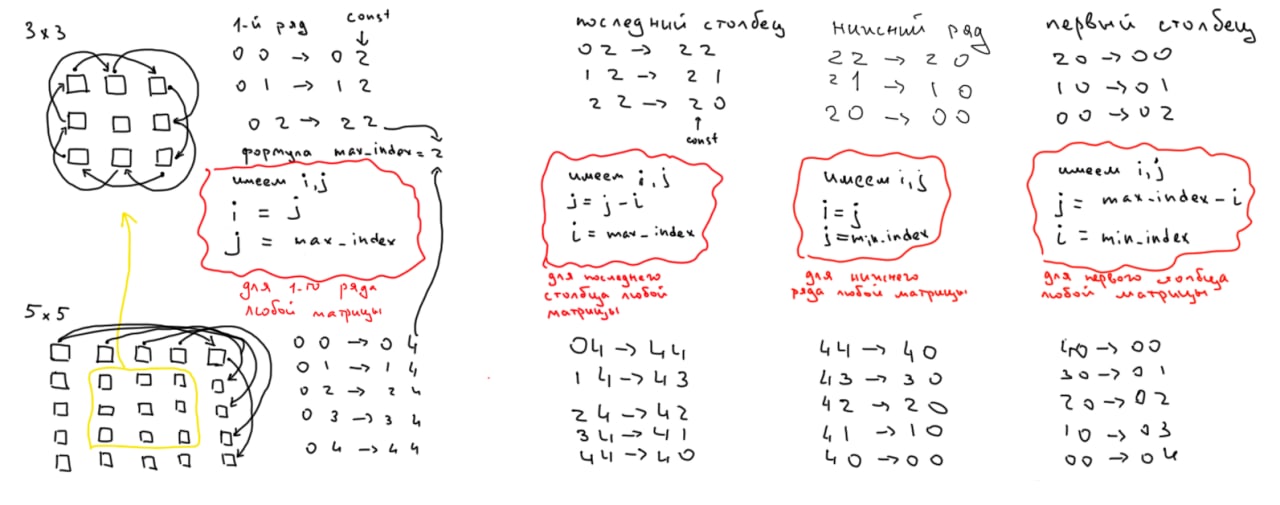 3 x 3
1-й ряд
const
0 0 → 0 2
0 1 → 1 2
0 2 → 2 2
формула max_index = 2
имеем i,j
i = j
j = max_index
для 1-го ряда
любой матрицы
последний столбец
0 2 → 2 2
1 2 → 2 1
2 2 → 2 0
const
имеем i,j
j = j - i
i = max_index
для последнего
столбца любой
матрицы
нижний ряд
2 2 → 2 0
2 1 → 1 0
2 0 → 0 0
имеем i,j
i = j
j = min_index
для нижнего
ряда любой матрицы
первый столбец
2 0 → 0 0
1 0 → 0 1
0 0 → 0 2
имеем i,j
j = max_index - i
i = min_index
для первого столбца
любой матрицы
5 x 5
0 0 → 0 4
0 1 → 1 4
0 2 → 2 4
0 3 → 3 4
0 4 → 4 4
0 4 → 4 4
1 4 → 4 3
2 4 → 4 2
3 4 → 4 1
4 4 → 4 0
4 4 → 4 0
4 3 → 3 0
4 2 → 2 0
4 1 → 1 0
4 0 → 0 0
4 0 → 0 0
3 0 → 0 1
2 0 → 0 2
1 0 → 0 3
0 0 → 0 4